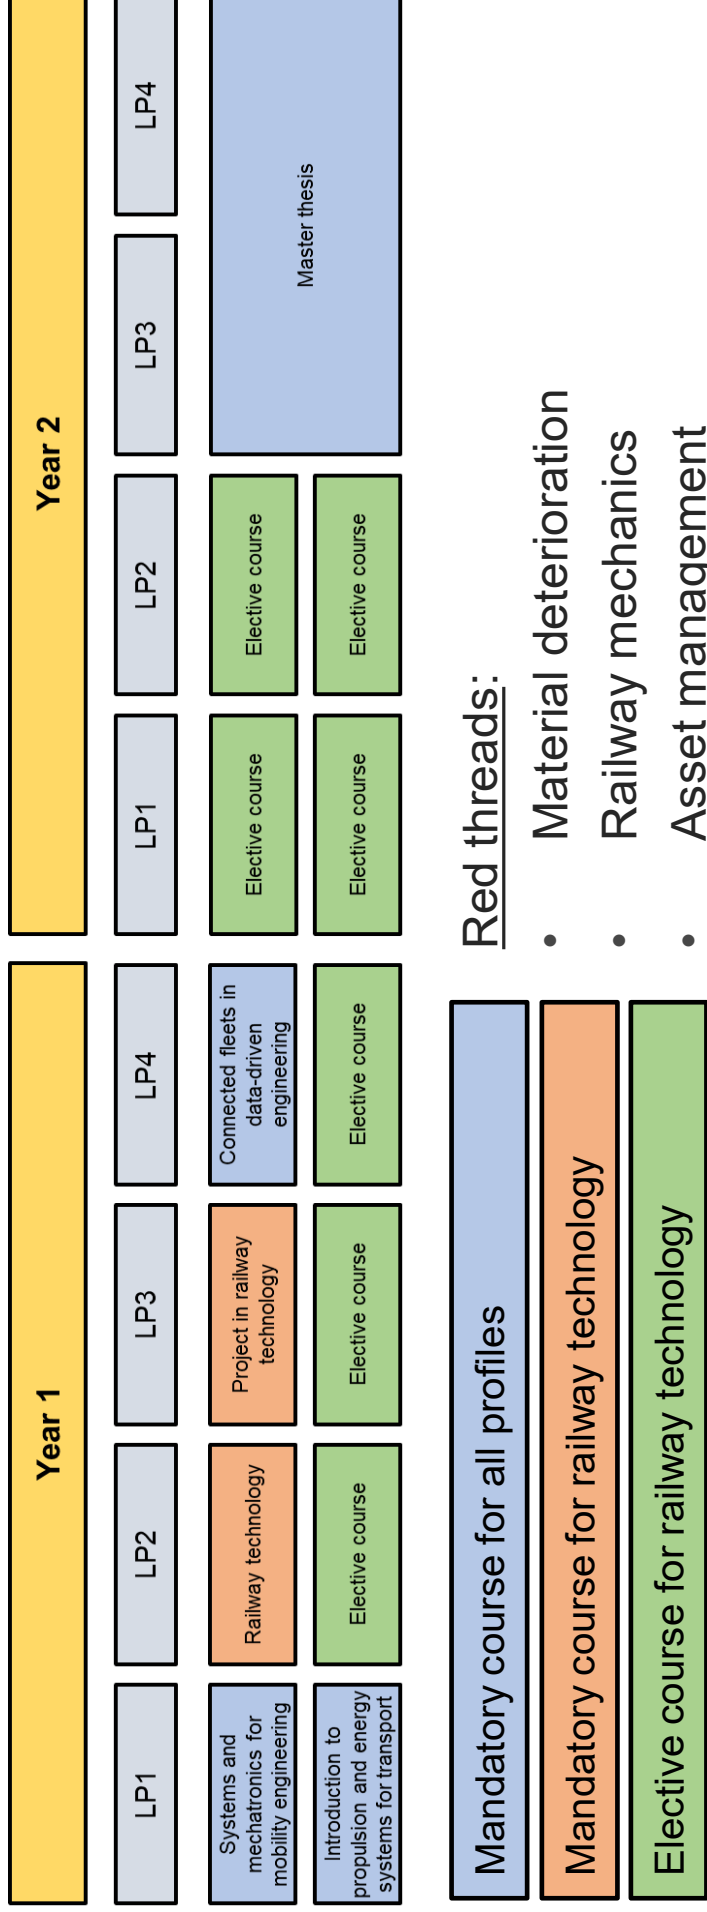 Year 1
Year 2
LP1
LP2
LP3
LP4
LP1
LP2
LP3
LP4
Systems and
mechatronics for
mobility engineering
Railway technology
Project in railway
technology
Connected fleets in
data-driven
engineering
Elective course
Elective course
Master thesis
Introduction to
propulsion and energy
systems for transport
Elective course
Elective course
Elective course
Elective course
Elective course
Mandatory course for all profiles
Mandatory course for railway technology
Elective course for railway technology
Red threads:
• Material deterioration
• Railway mechanics
• Asset management